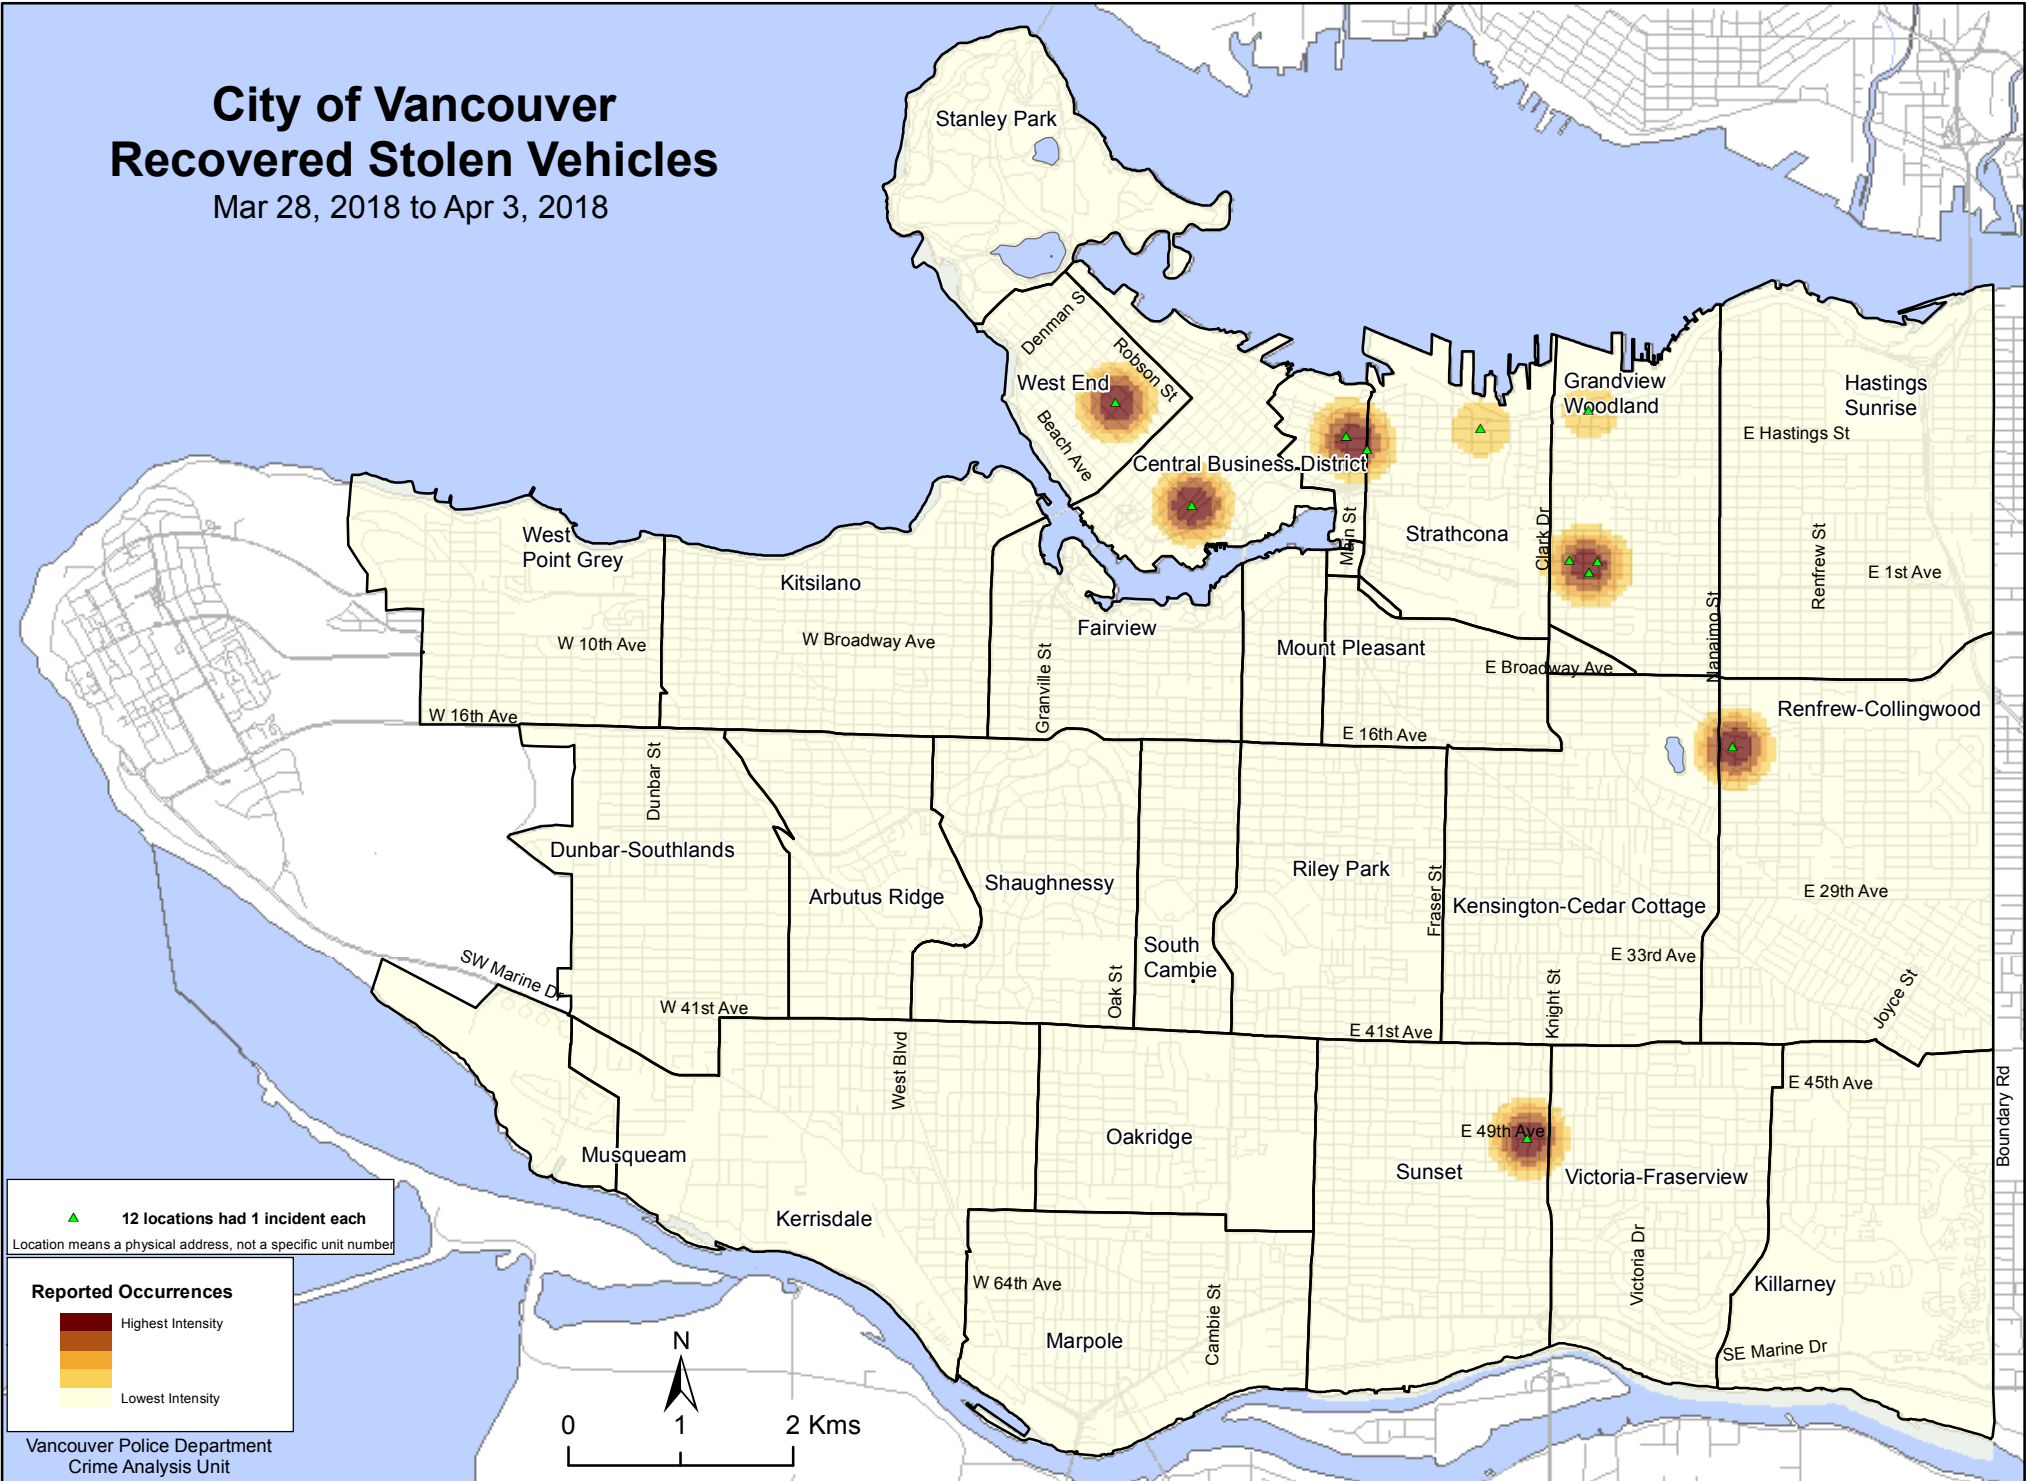 City of Vancouver
Recovered Stolen Vehicles
Mar 28, 2018 to Apr 3, 2018
Stanley Park
Denman S
Robson St
West End
Beach Ave
Central Business District
Grandview
Woodland
Hastings
Sunrise
E Hastings St
Main St
Strathcona
Clark Dr
Renfrew St
E 1st Ave
Nanaimo St
West
Point Grey
Kitsilano
W 10th Ave
W Broadway Ave
Fairview
Granville St
Mount Pleasant
E Broadway Ave
Renfrew-Collingwood
W 16th Ave
E 16th Ave
Dunbar St
Dunbar-Southlands
Arbutus Ridge
Shaughnessy
Riley Park
Fraser St
Kensington-Cedar Cottage
E 29th Ave
South
Cambie
Oak St
E 33rd Ave
Knight St
Joyce St
SW Marine Dr
W 41st Ave
E 41st Ave
West Blvd
E 45th Ave
Boundary Rd
Musqueam
Oakridge
E 49th Ave
Sunset
Victoria-Fraserview
Kerrisdale
Victoria Dr
W 64th Ave
Cambie St
Killarney
Marpole
SE Marine Dr
12 locations had 1 incident each
Location means a physical address, not a specific unit number
Reported Occurrences
Highest Intensity
Lowest Intensity
Vancouver Police Department
Crime Analysis Unit
N
0 1 2 Kms